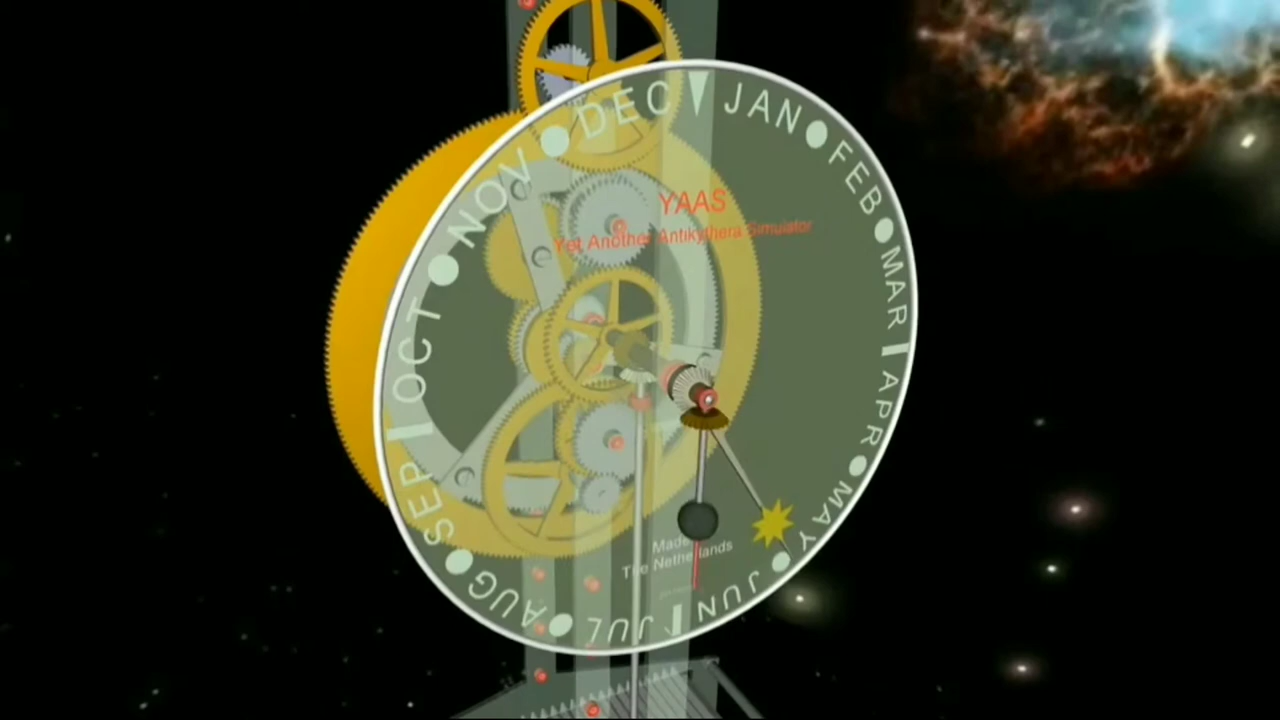 DEC JAN
NOV FEB
OCT MAR
SEP APR
AUG MAY
JUL JUN
YAAS
Yet Another Antikythera Simulator
Made
The Netherlands